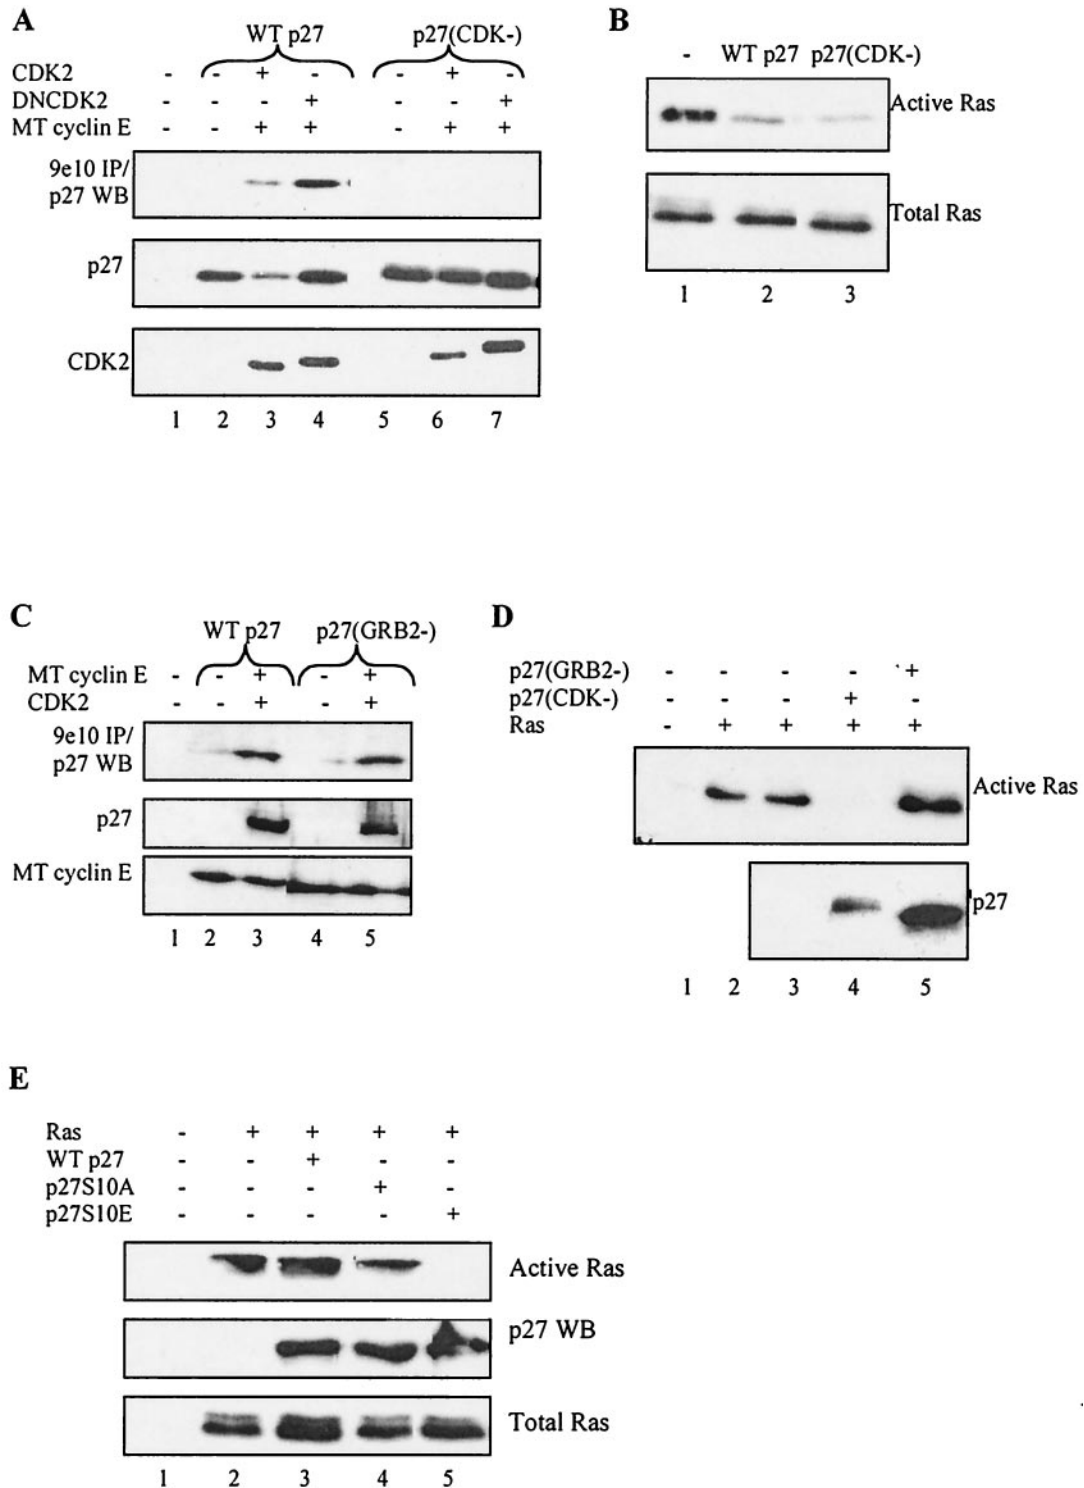 A
WT p27 p27(CDK-)
CDK2 - - + - - + -
DNCDK2 - - - + - - +
MT cyclin E - - + + - + +
9e10 IP/
p27 WB
p27
CDK2
1 2 3 4 5 6 7
B
- WT p27 p27(CDK-)
Active Ras
Total Ras
1 2 3
C
WT p27 p27(GRB2-)
MT cyclin E - - + - +
CDK2 - - + - +
9e10 IP/
p27 WB
p27
MT cyclin E
1 2 3 4 5
D
p27(GRB2-) - - - - +
p27(CDK-) - - - + -
Ras - + + + +
Active Ras
p27
1 2 3 4 5
E
Ras - + + + +
WT p27 - - + - -
p27S10A - - - + -
p27S10E - - - - +
Active Ras
p27 WB
Total Ras
1 2 3 4 5